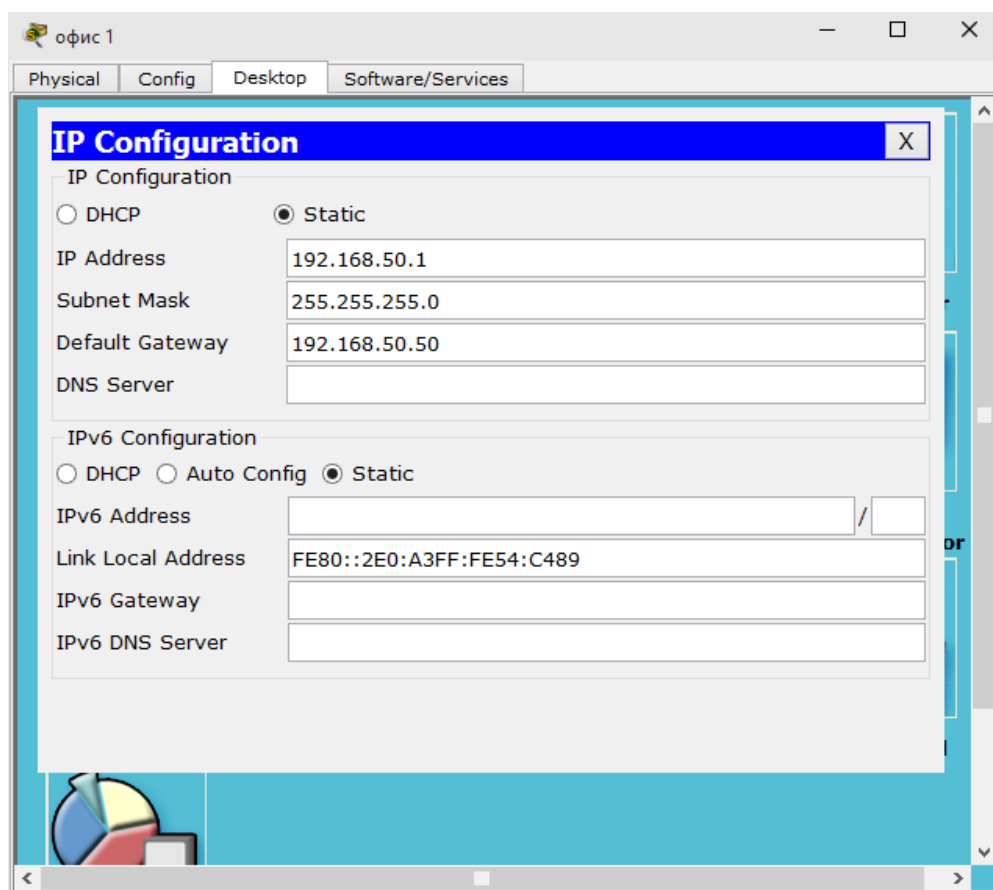 офис 1
Physical Config Desktop Software/Services
IP Configuration X
IP Configuration
DHCP Static
IP Address 192.168.50.1
Subnet Mask 255.255.255.0
Default Gateway 192.168.50.50
DNS Server
IPv6 Configuration
DHCP Auto Config Static
IPv6 Address /
Link Local Address FE80::2E0:A3FF:FE54:C489
IPv6 Gateway
IPv6 DNS Server
or